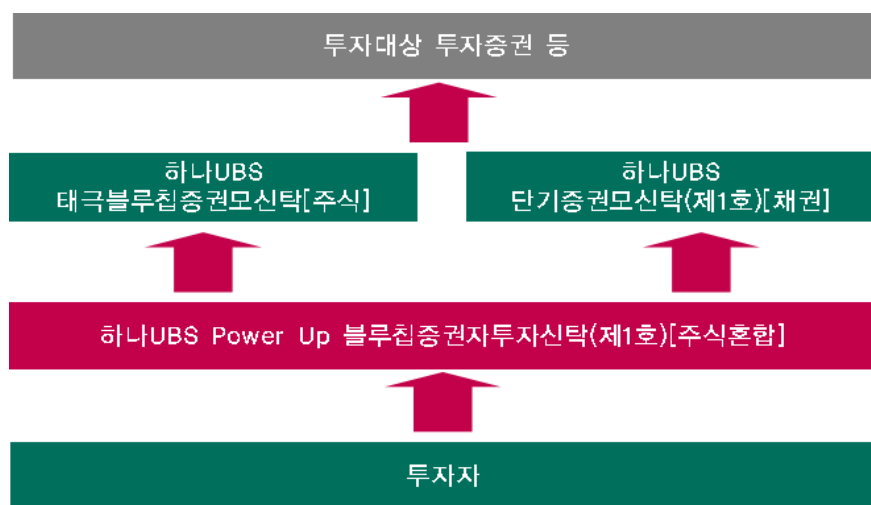 투자대상 투자증권 등
하나UBS
태극블루칩증권모신탁[주식]
하나UBS
단기증권모신탁(제1호)[채권]
하나UBS Power Up 블루칩증권자투자신탁(제1호)[주식혼합]
투자자